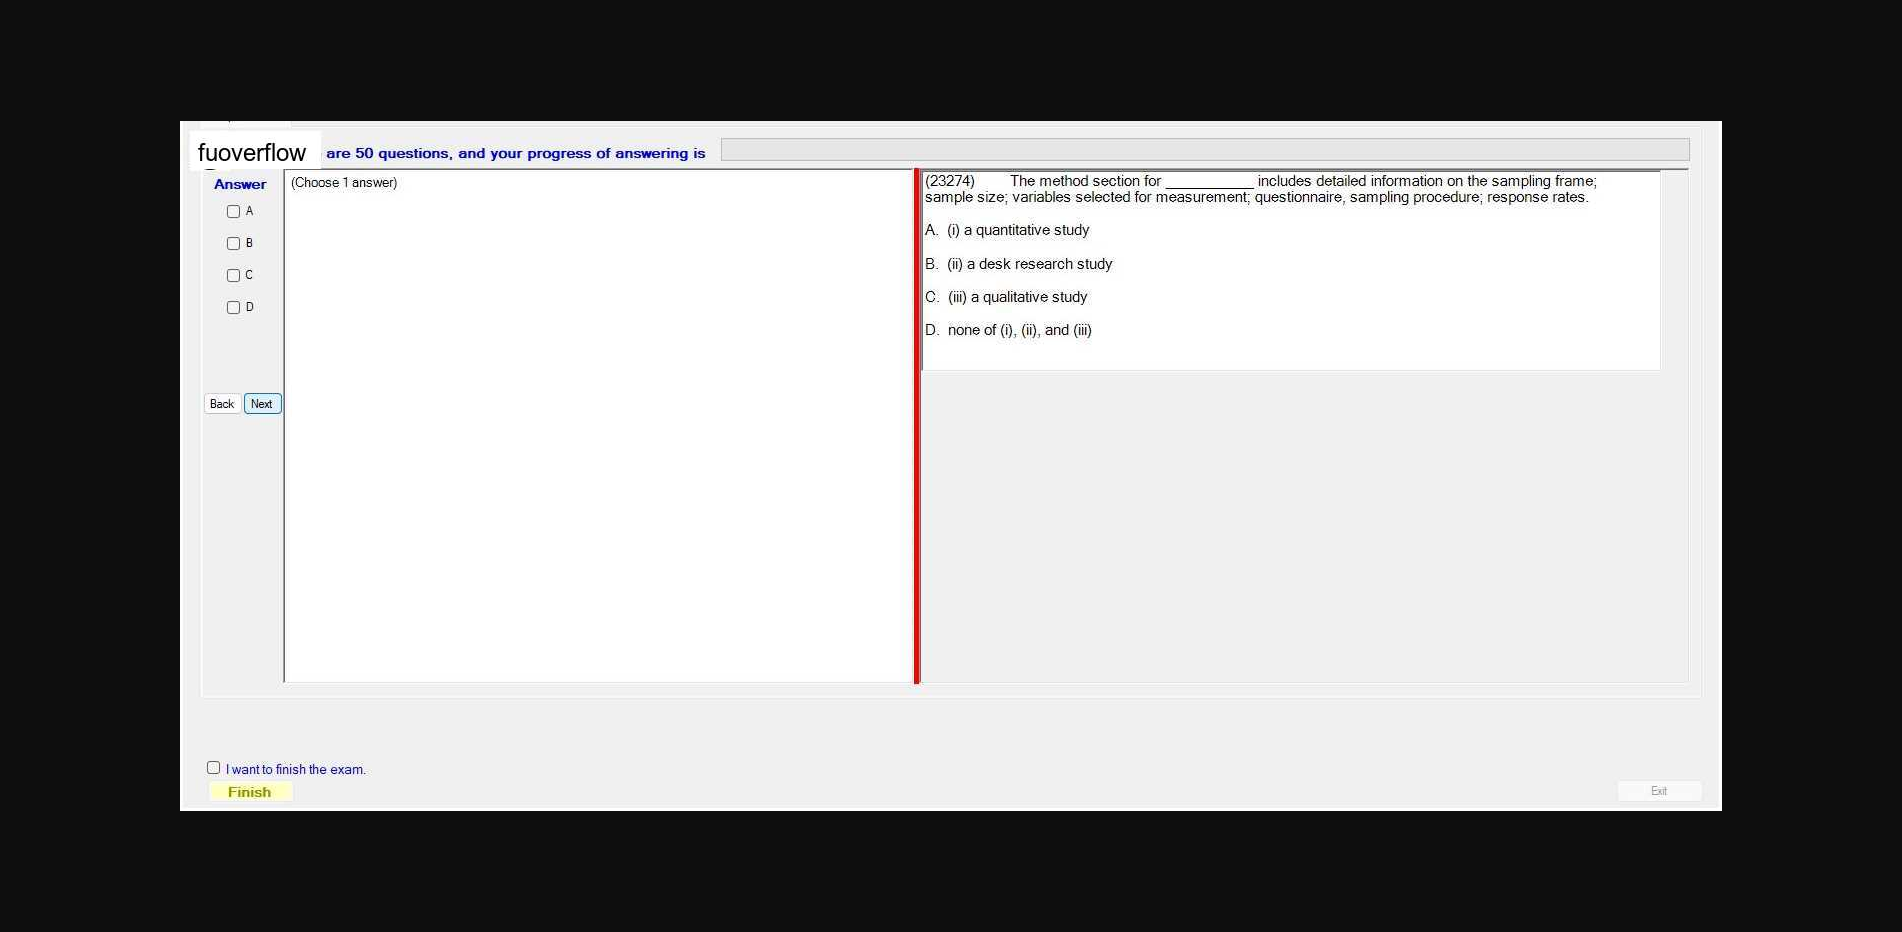 fuoverflow are 50 questions, and your progress of answering is
Answer
A
B
C
D
Back Next
(Choose 1 answer)
(23274) The method section for ___________ includes detailed information on the sampling frame;
sample size; variables selected for measurement; questionnaire, sampling procedure; response rates.
A. (i) a quantitative study
B. (ii) a desk research study
C. (iii) a qualitative study
D. none of (i), (ii), and (iii)
I want to finish the exam.
Finish
Exit